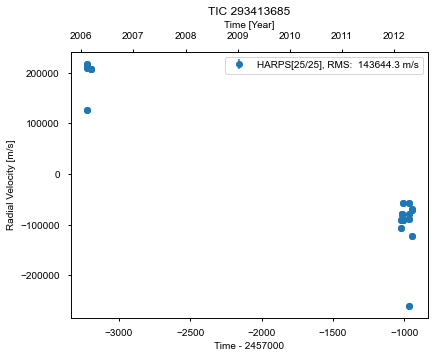 TIC 293413685
Time [Year]
2006 2007 2008 2009 2010 2011 2012
HARPS[25/25], RMS:  143644.3 m/s
Radial Velocity [m/s]
200000
100000
0
−100000
−200000
−3000 −2500 −2000 −1500 −1000
Time - 2457000